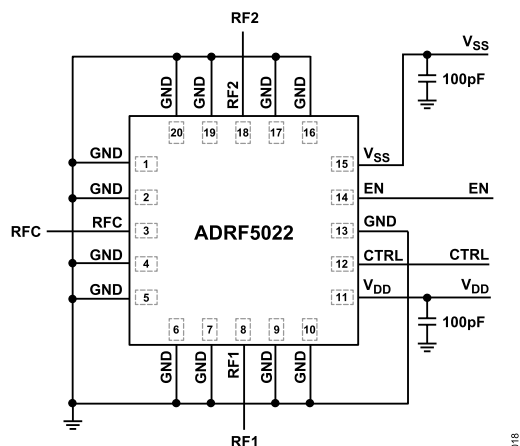 RF2
VSS
100pF
GND
GND
RF2
GND
GND
20
19
18
17
16
GND
1
15
VSS
GND
2
14
EN
EN
RFC
RFC
3
ADRF5022
13
GND
GND
4
12
CTRL
CTRL
GND
5
11
VDD
VDD
100pF
6
7
8
9
10
GND
GND
RF1
GND
GND
RF1
018